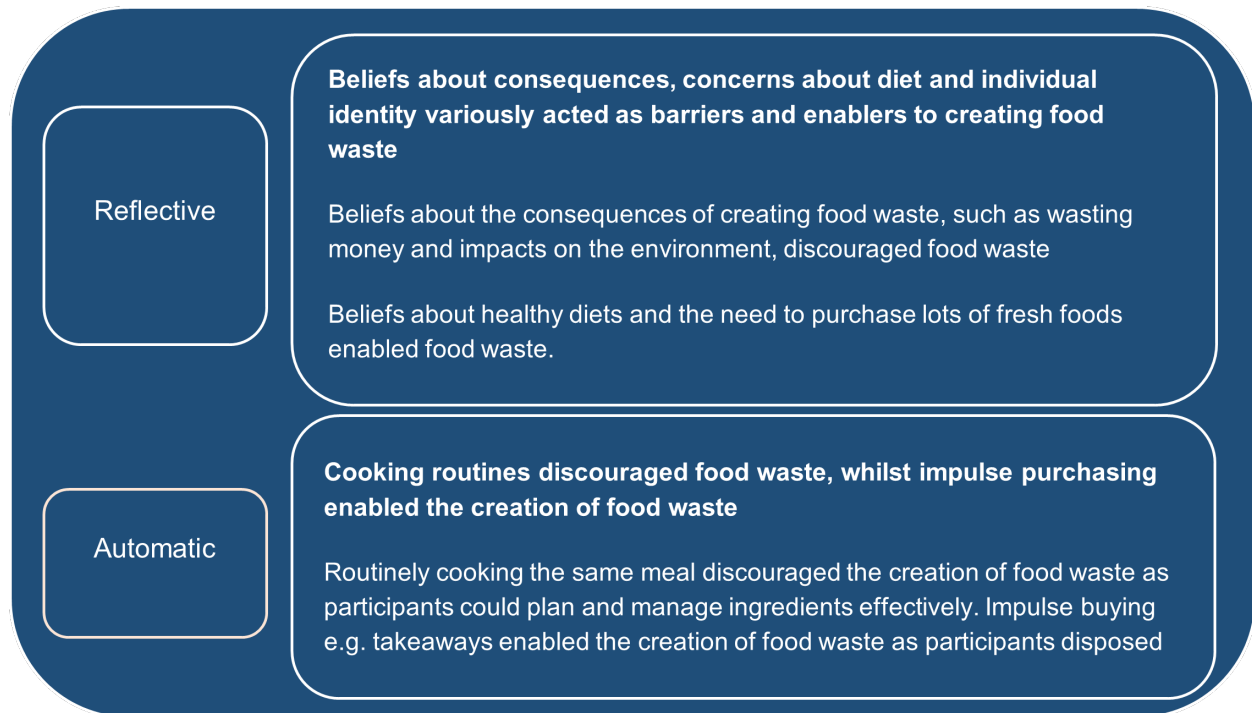 Reflective
Beliefs about consequences, concerns about diet and individual
identity variously acted as barriers and enablers to creating food
waste
Beliefs about the consequences of creating food waste, such as wasting
money and impacts on the environment, discouraged food waste
Beliefs about healthy diets and the need to purchase lots of fresh foods
enabled food waste.
Automatic
Cooking routines discouraged food waste, whilst impulse purchasing
enabled the creation of food waste
Routinely cooking the same meal discouraged the creation of food waste as
participants could plan and manage ingredients effectively. Impulse buying
e.g. takeaways enabled the creation of food waste as participants disposed